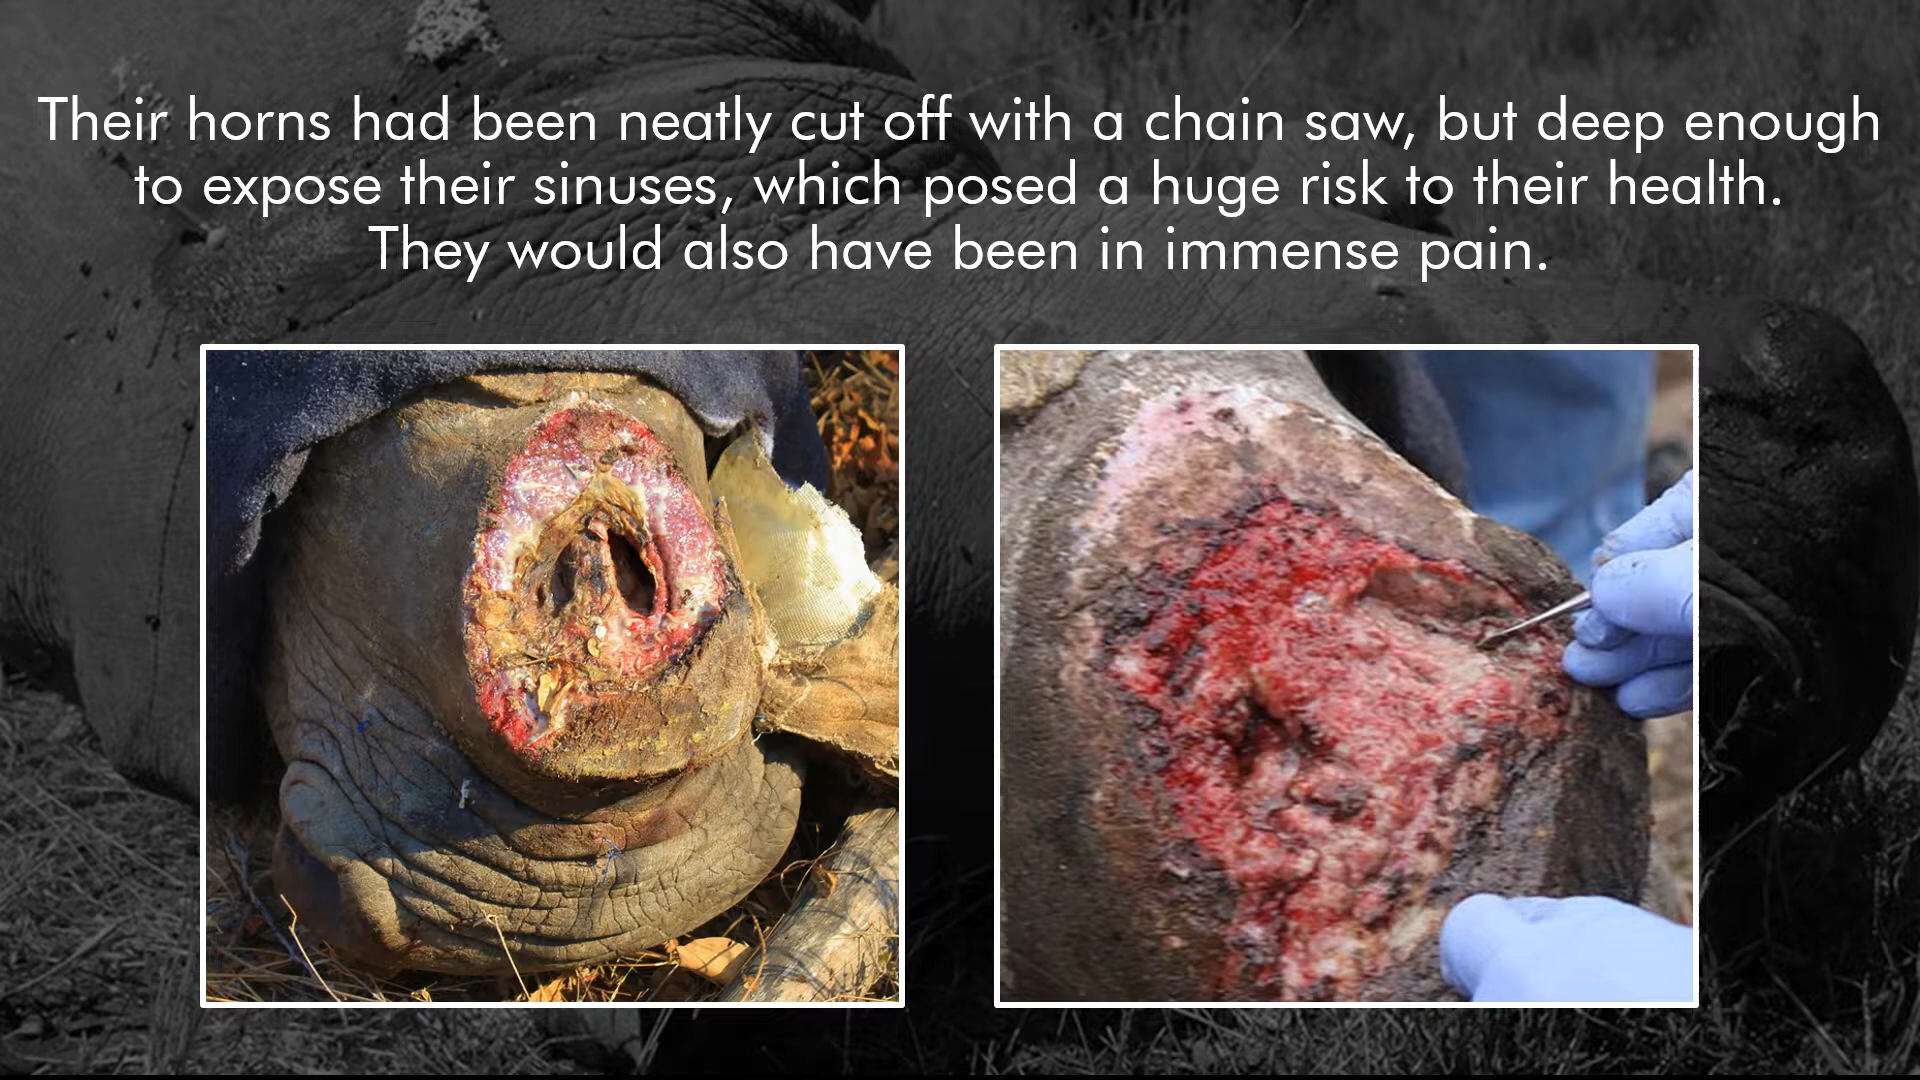 Their horns had been neatly cut off with a chain saw, but deep enough
to expose their sinuses, which posed a huge risk to their health.
They would also have been in immense pain.